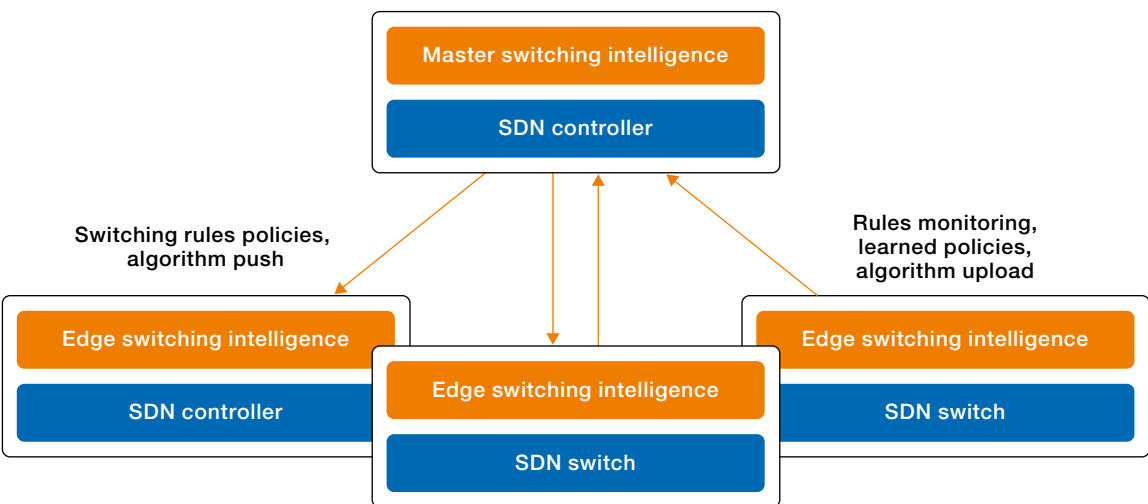 Master switching intelligence
SDN controller
Switching rules policies,
algorithm push
Rules monitoring,
learned policies,
algorithm upload
Edge switching intelligence
SDN controller
Edge switching intelligence
SDN switch
Edge switching intelligence
SDN switch